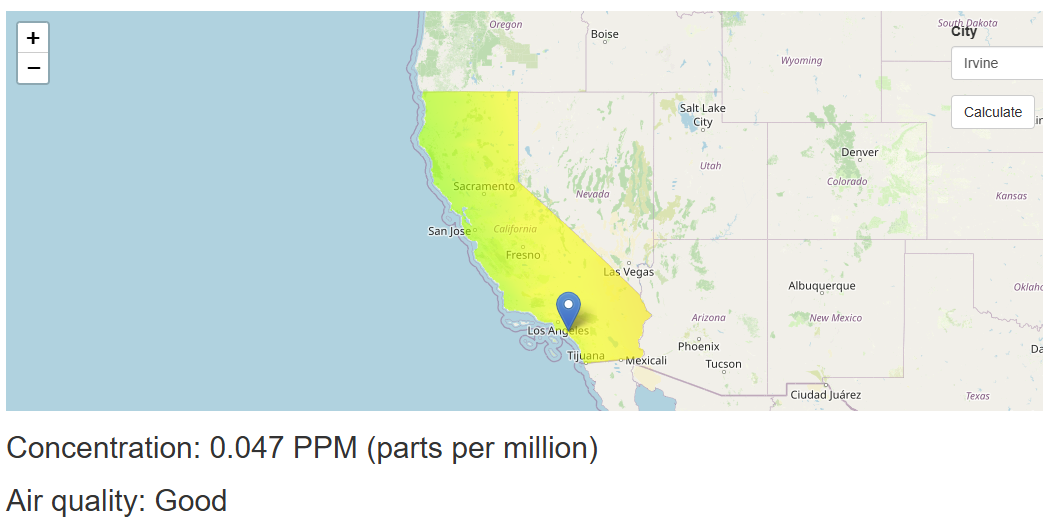 +
−
Oregon
Boise
South Dakota
City
Wyoming
Irvine
Salt Lake
City
Calculate
Denver
Utah
Colorado
Sacramento
Nevada
Kansas
San Jose
California
Fresno
Las Vegas
Albuquerque
Arizona
New Mexico
Los Angeles
Phoenix
Tijuana
Mexicali
Tucson
Ciudad Juárez
Texas
Concentration: 0.047 PPM (parts per million)
Air quality: Good